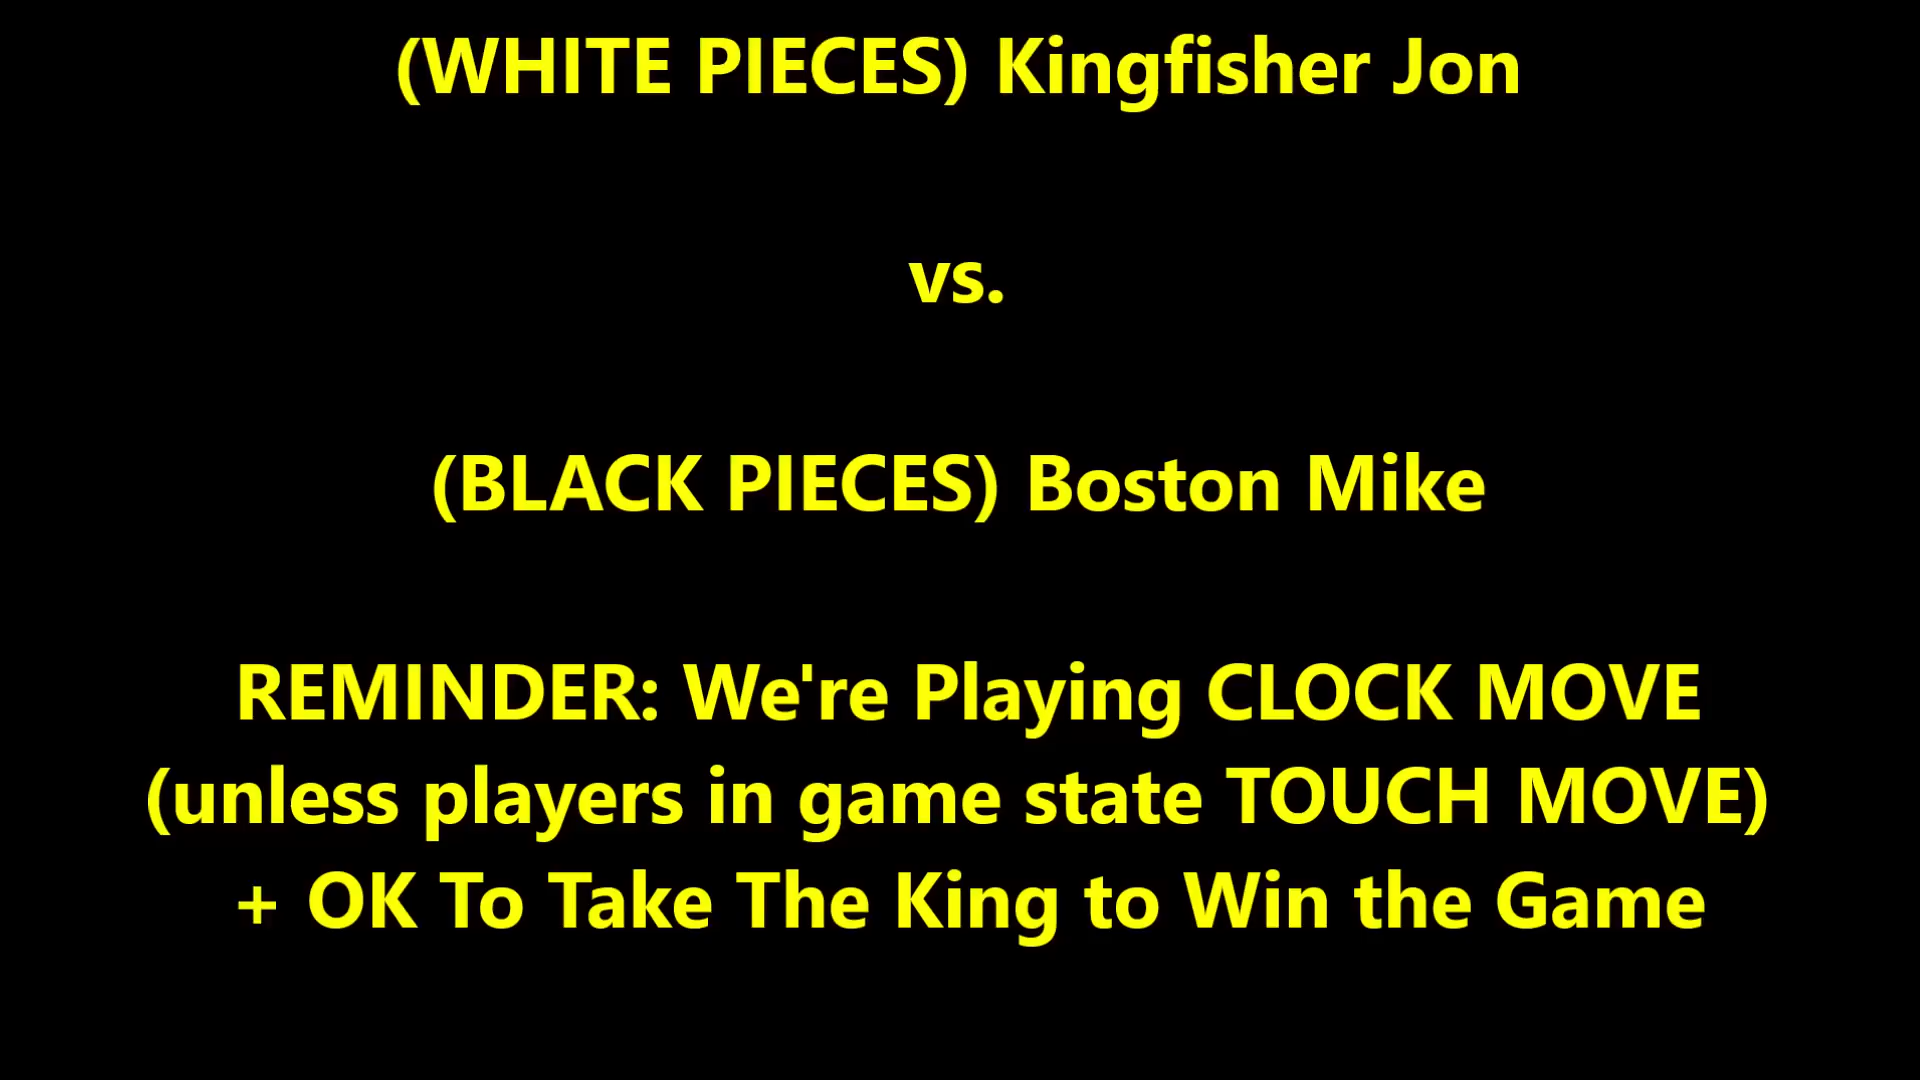 (WHITE PIECES) Kingfisher Jon
vs.
(BLACK PIECES) Boston Mike
REMINDER: We're Playing CLOCK MOVE
(unless players in game state TOUCH MOVE)
+ OK To Take The King to Win the Game